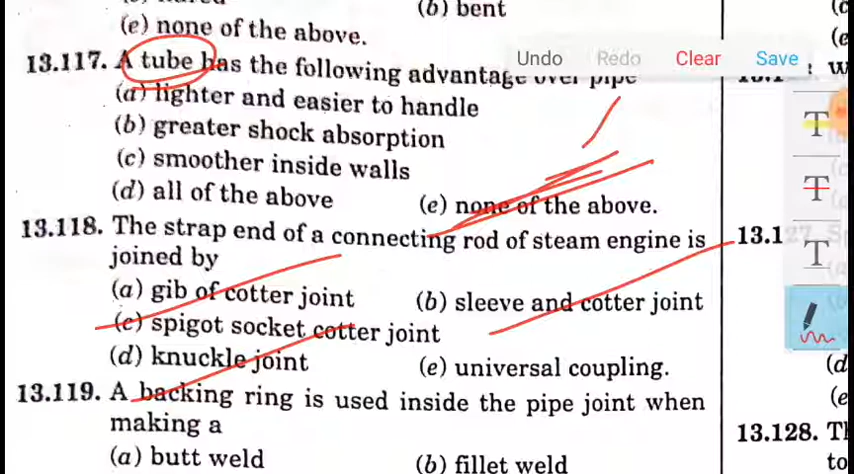 (b) bent
(e) none of the above.
13.117. A tube has the following advantage over pipe
(a) lighter and easier to handle
(b) greater shock absorption
(c) smoother inside walls
(d) all of the above (e) none of the above.
13.118. The strap end of a connecting rod of steam engine is
joined by
(a) gib of cotter joint (b) sleeve and cotter joint
(c) spigot socket cotter joint
(d) knuckle joint (e) universal coupling.
13.119. A backing ring is used inside the pipe joint when
making a
(a) butt weld (b) fillet weld
Undo Redo Clear Save
(e
w
T
T
T
(d
(e
13.128.
to